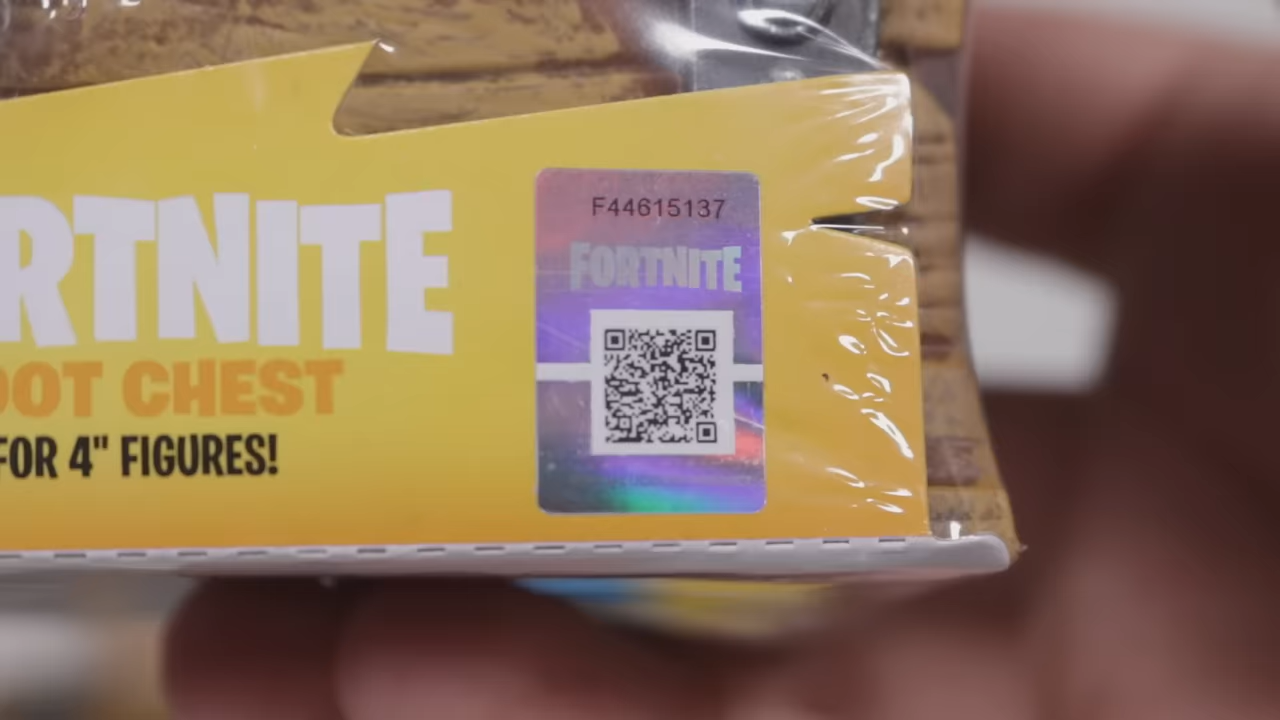 RTNITE
OOT CHEST
FOR 4" FIGURES!
F44615137
FORTNITE